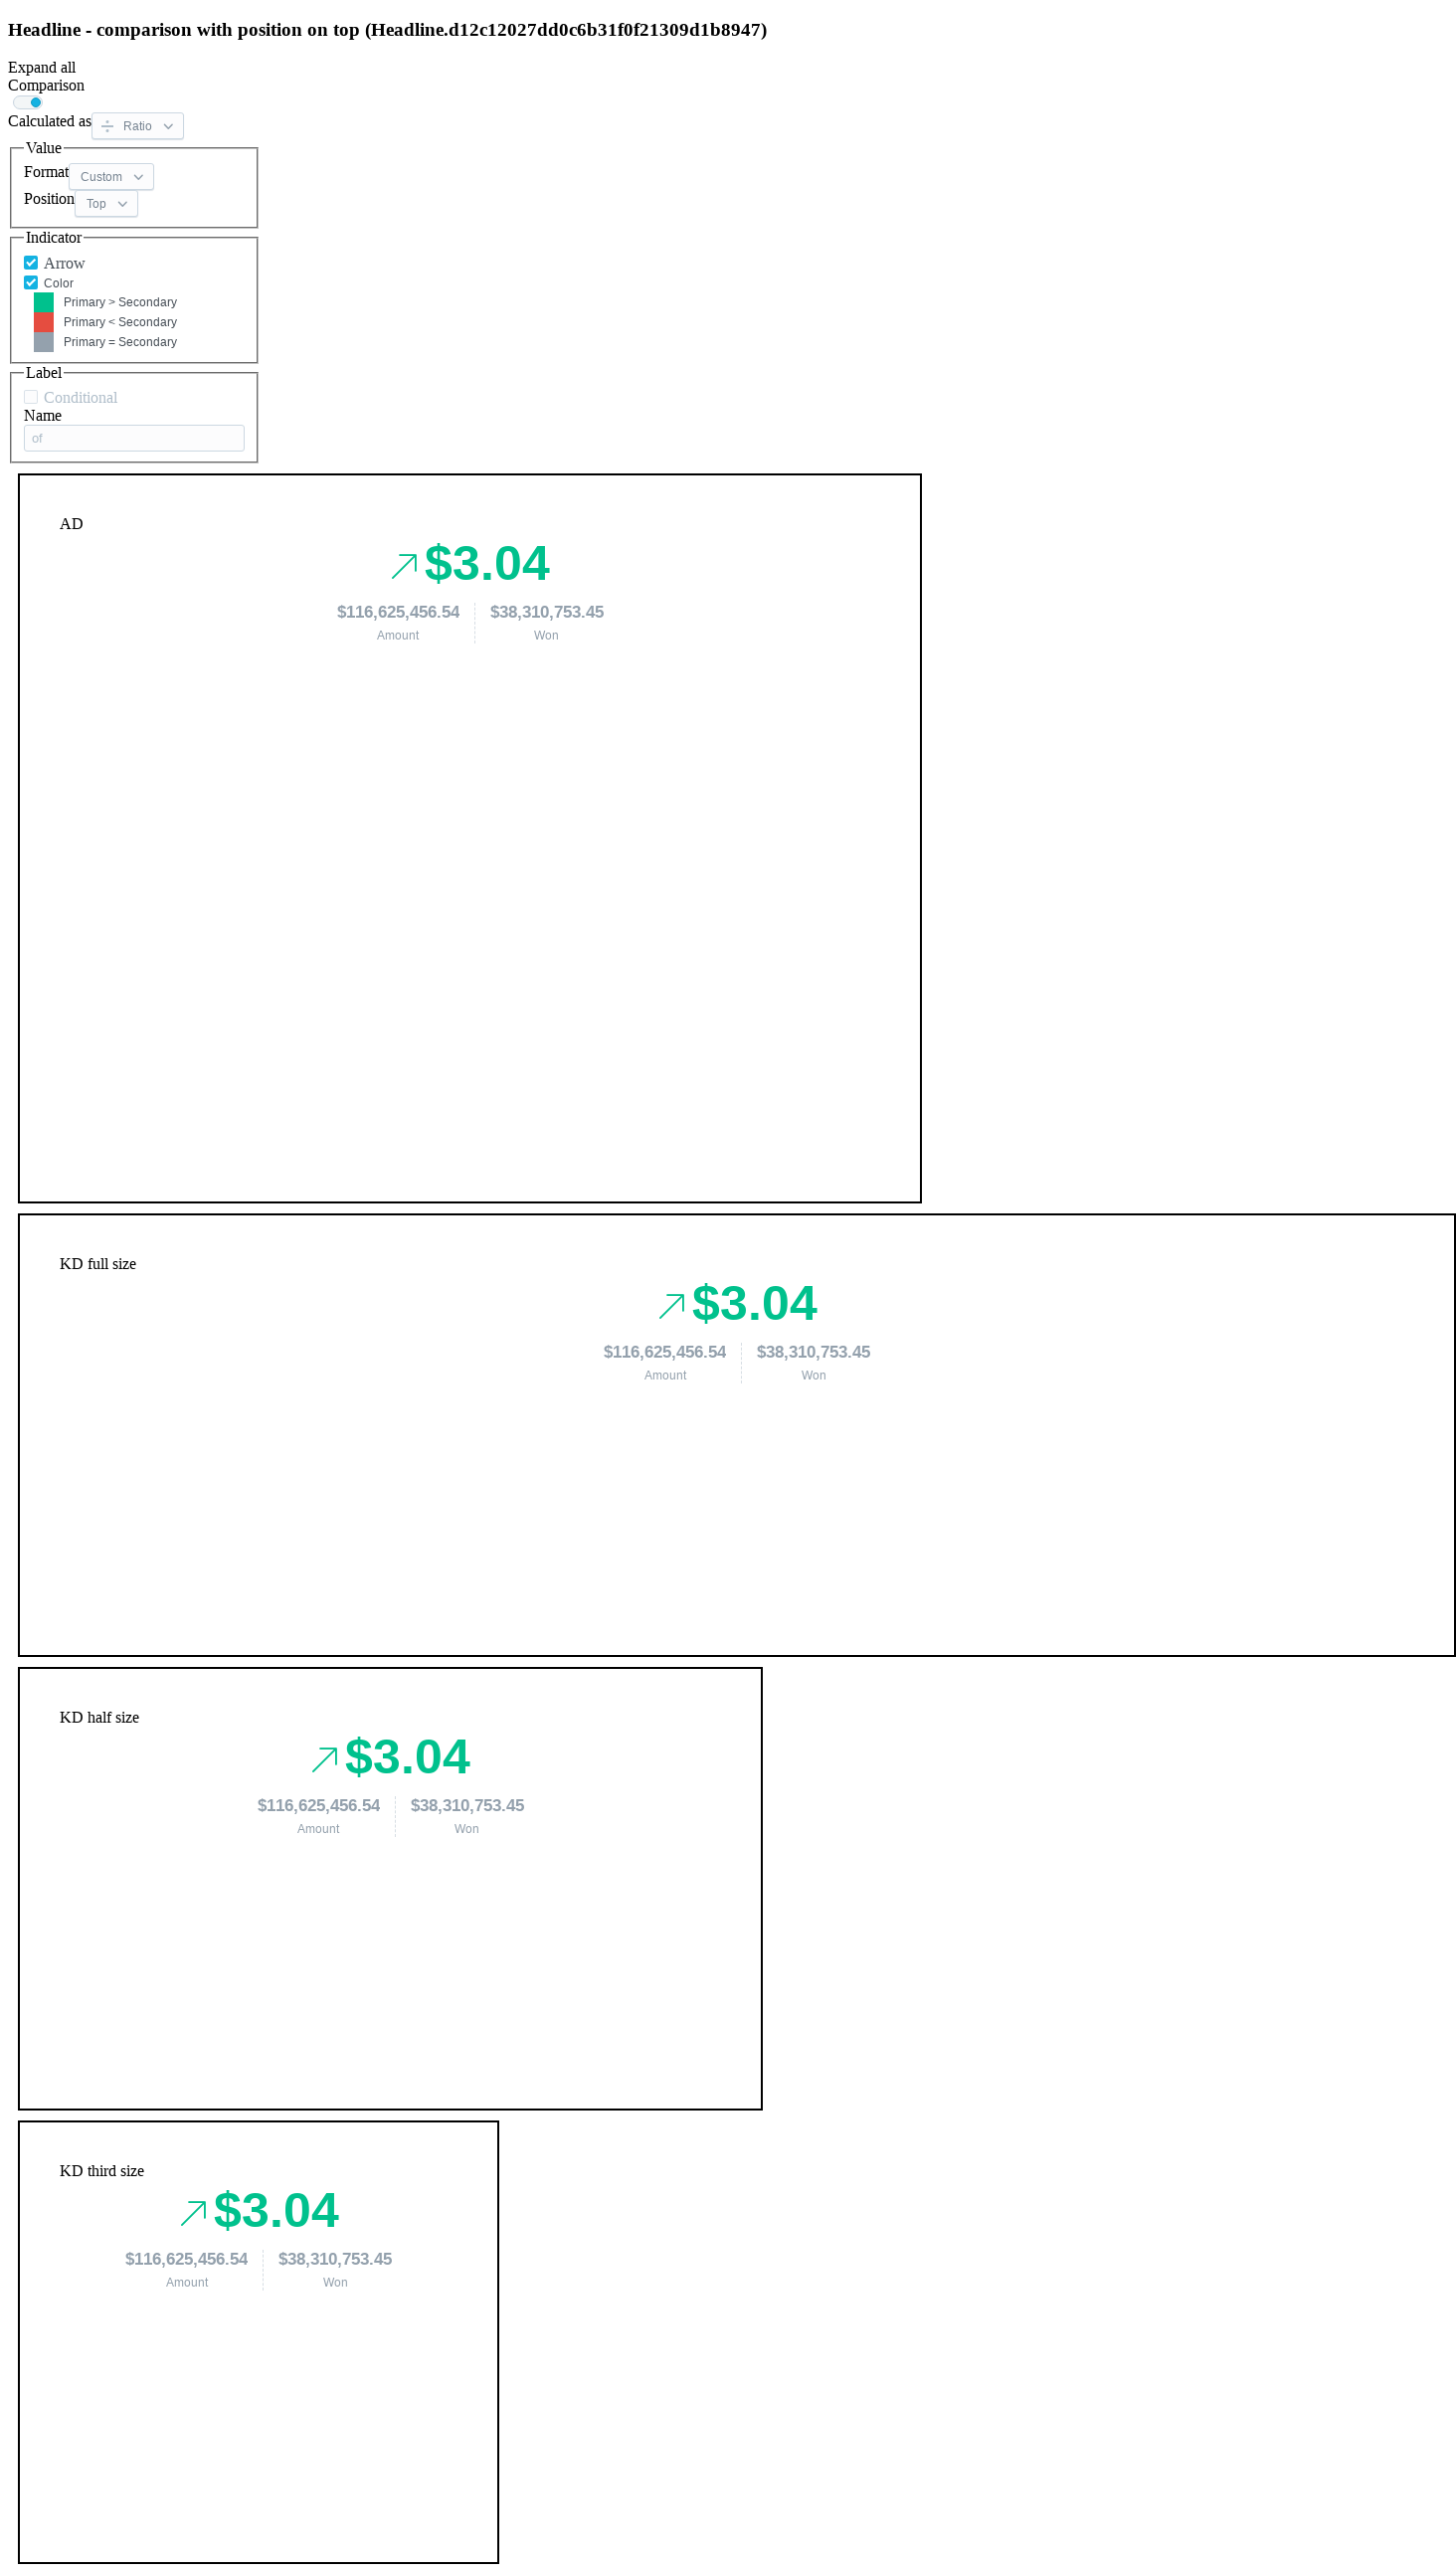 Headline - comparison with position on top (Headline.d12c12027dd0c6b31f0f21309d1b8947)
Expand all
Comparison
Calculated as Ratio
Value
Format Custom
Position Top
Indicator
Arrow
Color
Primary > Secondary
Primary < Secondary
Primary = Secondary
Label
Conditional
Name
of
AD
$3.04
$116,625,456.54 $38,310,753.45
Amount Won
KD full size
$3.04
$116,625,456.54 $38,310,753.45
Amount Won
KD half size
$3.04
$116,625,456.54 $38,310,753.45
Amount Won
KD third size
$3.04
$116,625,456.54 $38,310,753.45
Amount Won